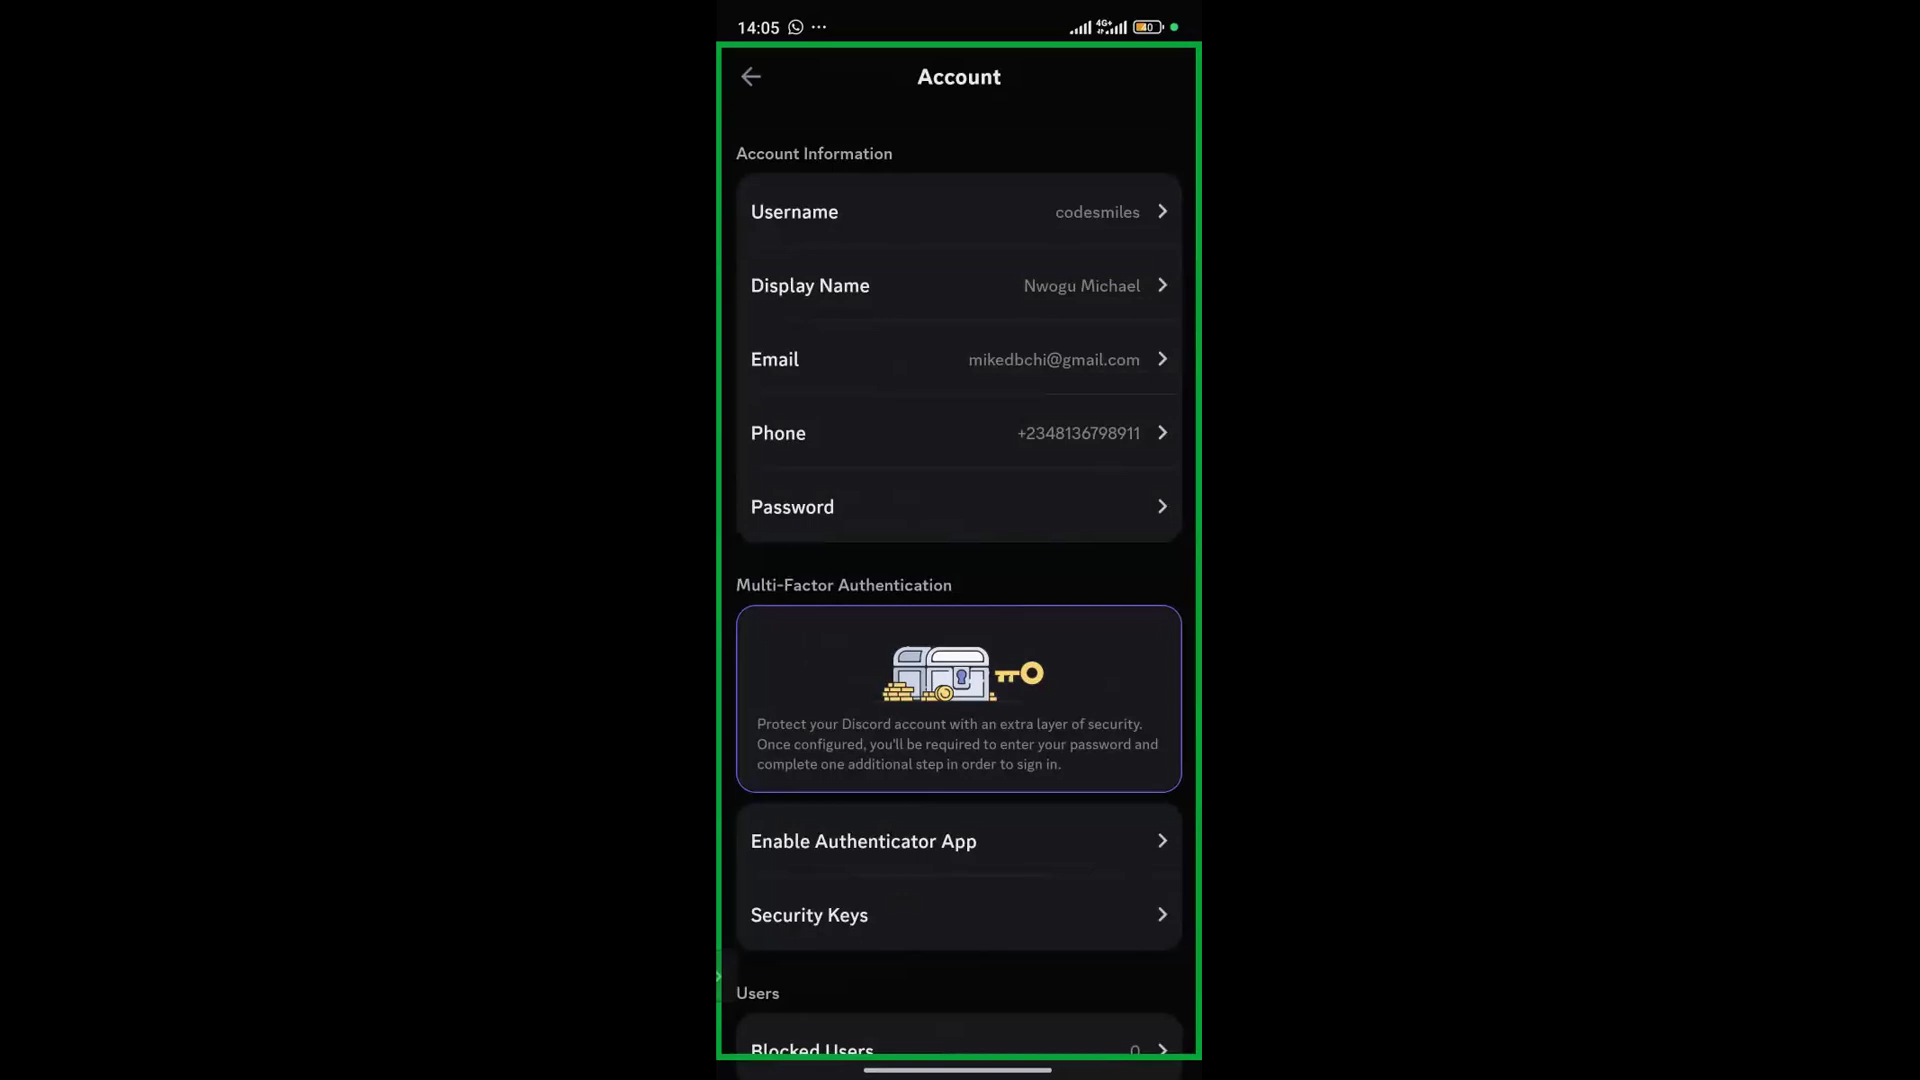 14:05 ...
4G+ 40
Account
Account Information
Username codesmiles
Display Name Nwogu Michael
Email mikedbchi@gmail.com
Phone +2348136798911
Password
Multi-Factor Authentication
Protect your Discord account with an extra layer of security.
Once configured, you'll be required to enter your password and
complete one additional step in order to sign in.
Enable Authenticator App
Security Keys
Users
Blocked Users 0